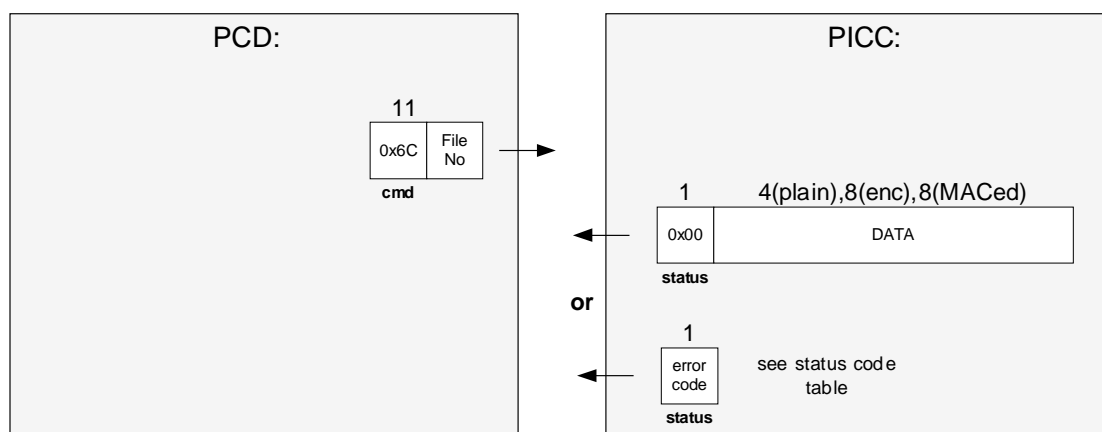 PCD:
PICC:
11
0x6C
File
No
cmd
1
4(plain),8(enc),8(MACed)
0x00
DATA
status
or
1
error
code
see status code
table
status